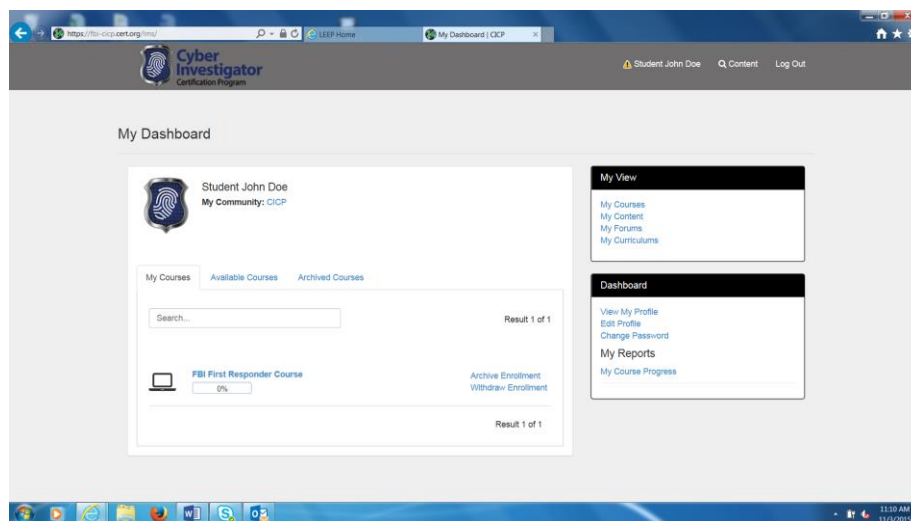 https://fbi-cicp.cert.org/lms/
LEEP Home
My Dashboard | CICP
Cyber
Investigator
Certification Program
Student John Doe
Content
Log Out
My Dashboard
Student John Doe
My Community: CICP
My Courses
Available Courses
Archived Courses
Search...
Result 1 of 1
FBI First Responder Course
0%
Archive Enrollment
Withdraw Enrollment
Result 1 of 1
My View
My Courses
My Content
My Forums
My Curriculums
Dashboard
View My Profile
Edit Profile
Change Password
My Reports
My Course Progress
11:10 AM
11/3/2015